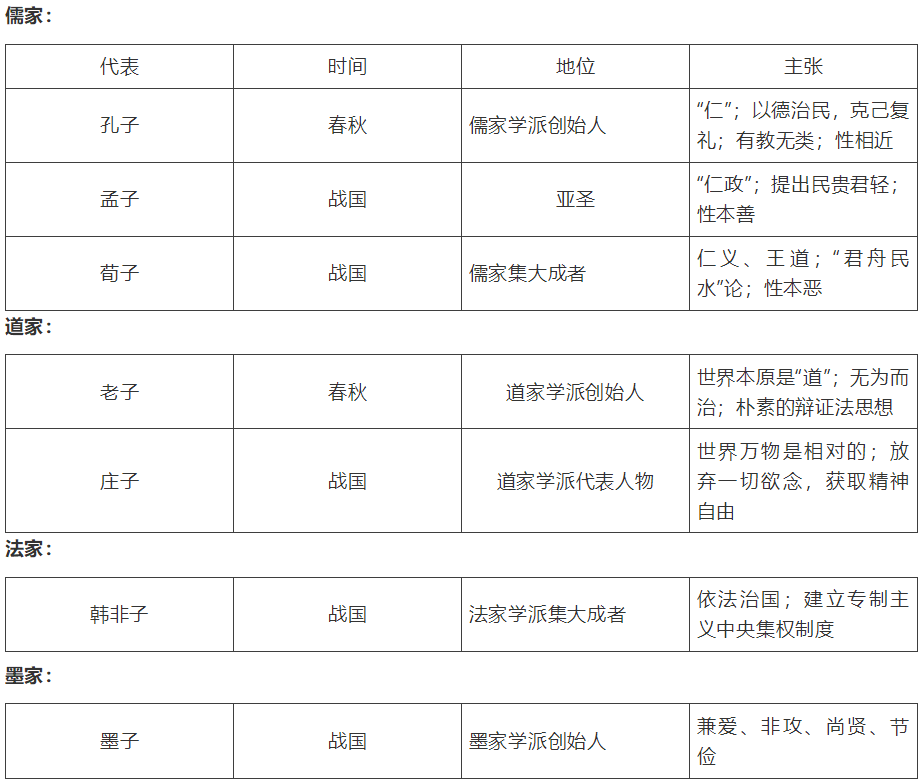 儒家：
代表 时间 地位 主张
孔子 春秋 儒家学派创始人 “仁”；以德治民，克己复
礼；有教无类；性相近
孟子 战国 亚圣 “仁政”；提出民贵君轻；
性本善
荀子 战国 儒家集大成者 仁义、王道；“君舟民
水”论；性本恶
道家：
老子 春秋 道家学派创始人 世界本原是“道”；无为而
治；朴素的辩证法思想
庄子 战国 道家学派代表人物 世界万物是相对的；放
弃一切欲念，获取精神
自由
法家：
韩非子 战国 法家学派集大成者 依法治国；建立专制主
义中央集权制度
墨家：
墨子 战国 墨家学派创始人 兼爱、非攻、尚贤、节
俭